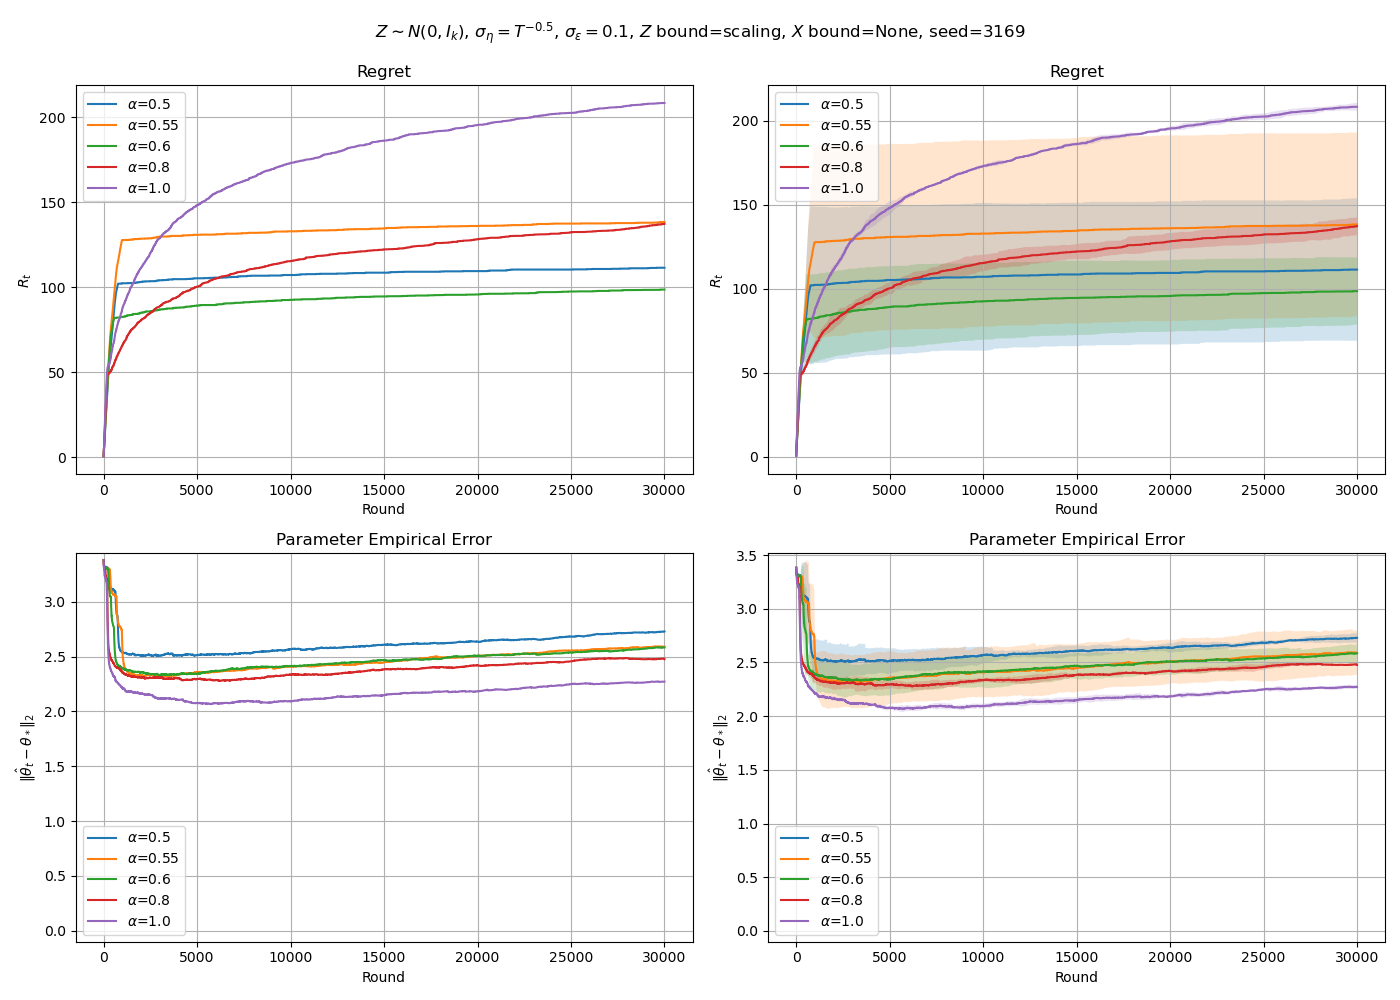 Z ~ N(0, I_k), σ_η = T^{-0.5}, σ_ε = 0.1, Z bound=scaling, X bound=None, seed=3169
Regret
R_t
200
150
100
50
0
α=0.5
α=0.55
α=0.6
α=0.8
α=1.0
0 5000 10000 15000 20000 25000 30000
Round
Regret
R_t
200
150
100
50
0
α=0.5
α=0.55
α=0.6
α=0.8
α=1.0
0 5000 10000 15000 20000 25000 30000
Round
Parameter Empirical Error
‖θ̂_t − θ_*‖_2
3.0
2.5
2.0
1.5
1.0
0.5
0.0
α=0.5
α=0.55
α=0.6
α=0.8
α=1.0
0 5000 10000 15000 20000 25000 30000
Round
Parameter Empirical Error
‖θ̂_t − θ_*‖_2
3.5
3.0
2.5
2.0
1.5
1.0
0.5
0.0
α=0.5
α=0.55
α=0.6
α=0.8
α=1.0
0 5000 10000 15000 20000 25000 30000
Round